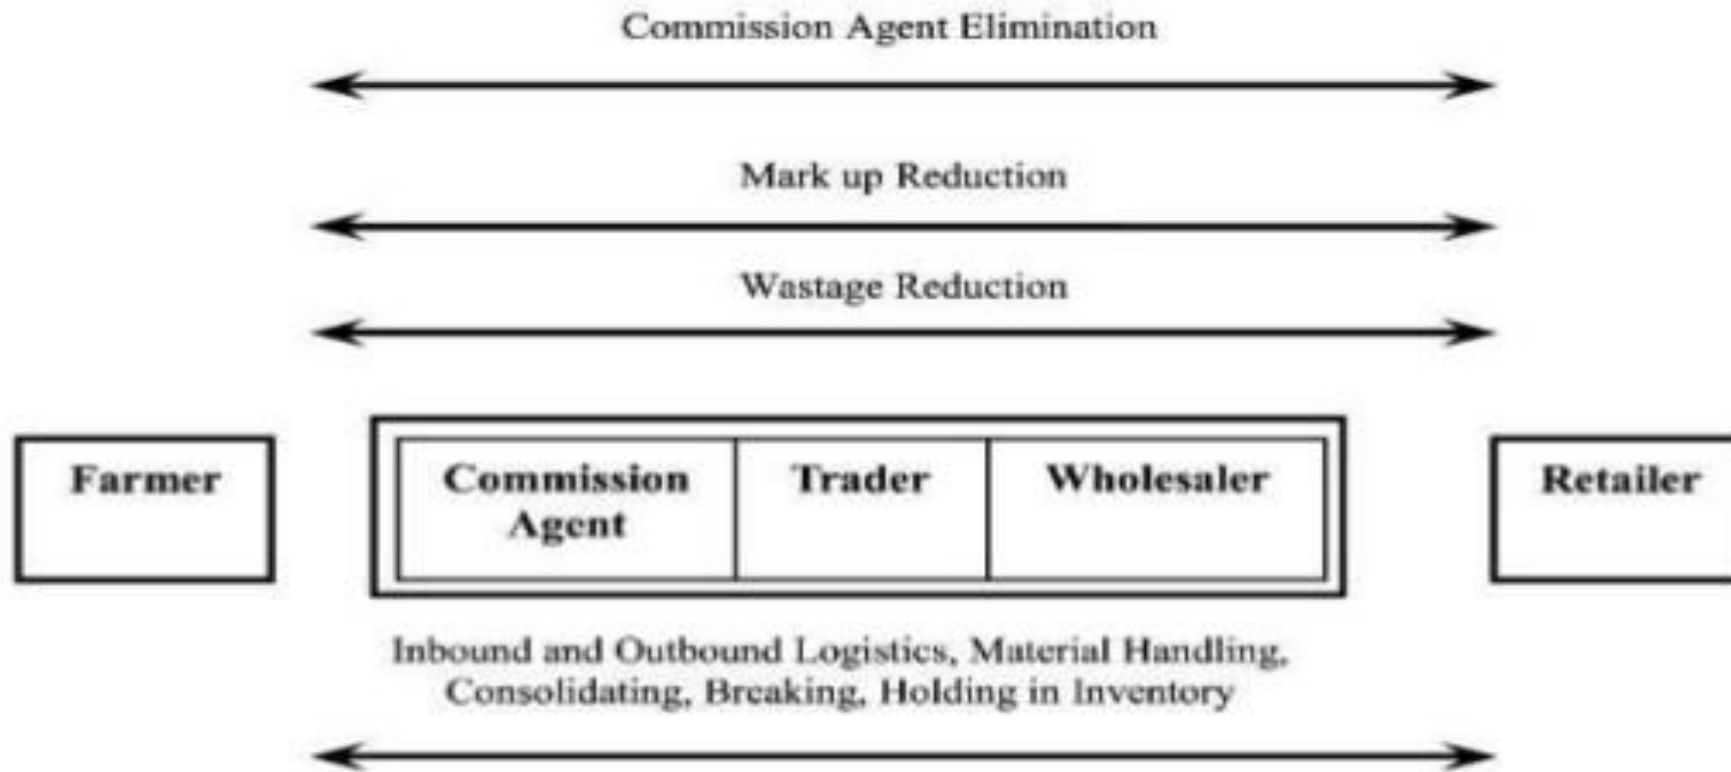 Commission Agent Elimination
Mark up Reduction
Wastage Reduction
Farmer
Commission
Agent
Trader
Wholesaler
Retailer
Inbound and Outbound Logistics, Material Handling,
Consolidating, Breaking, Holding in Inventory